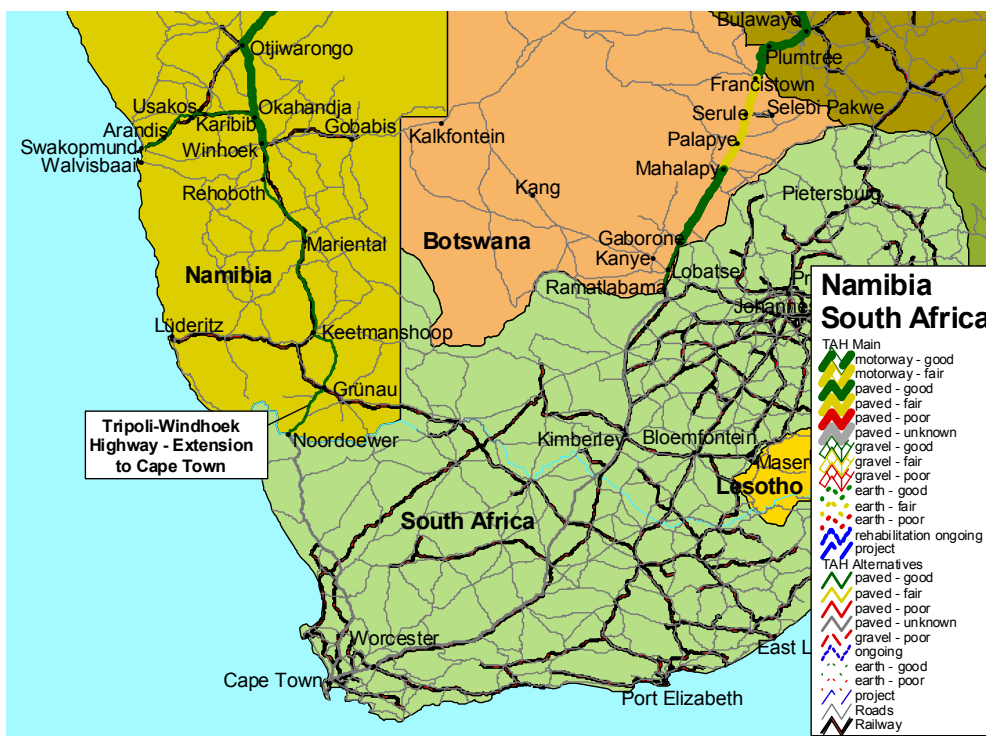 Bulawayo
Otjiwarongo
Plumtree
Francistown
Usakos
Okahandja
Serule
Selebi Pakwe
Karibib
Arandis
Gobabis
Kalkfontein
Swakopmund
Winhoek
Palapye
Walvisbaai
Mahalapy
Rehoboth
Kang
Pietersburg
Mariental
Botswana
Gaborone
Kanye
Namibia
Lobatse
Ramatlabama
Pr
Johannes
Lüderitz
Keetmanshoop
Grünau
Tripoli-Windhoek
Highway - Extension
to Cape Town
Noordoewer
Kimberley
Bloemfontein
Maser
Lesotho
South Africa
Worcester
East L
Cape Town
Port Elizabeth
Namibia
South Africa
TAH Main
motorway - good
motorway - fair
paved - good
paved - fair
paved - poor
paved - unknown
gravel - good
gravel - fair
gravel - poor
earth - good
earth - fair
earth - poor
rehabilitation ongoing
project
TAH Alternatives
paved - good
paved - fair
paved - poor
paved - unknown
gravel - poor
ongoing
earth - good
earth - poor
project
Roads
Railway